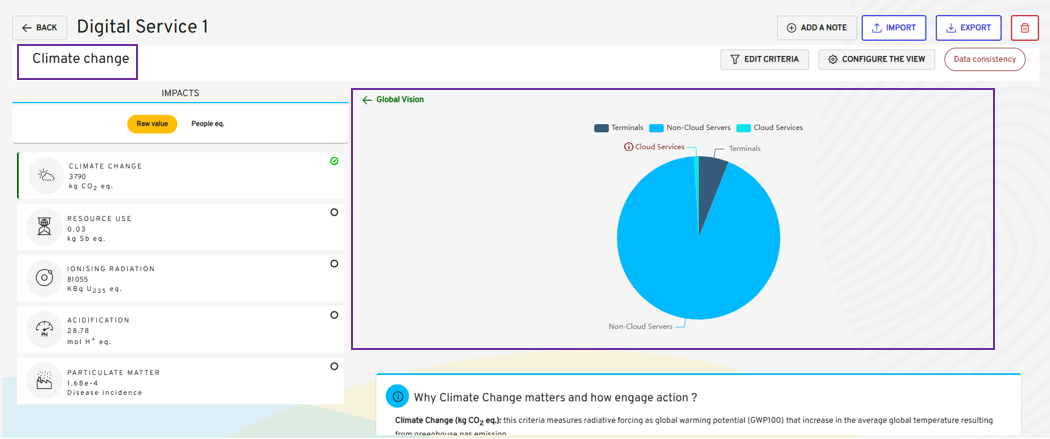 BACK
Digital Service 1
ADD A NOTE
IMPORT
EXPORT
Climate change
EDIT CRITERIA
CONFIGURE THE VIEW
Data consistency
IMPACTS
Raw value
People eq.
CLIMATE CHANGE
3790
kg CO2 eq.
RESOURCE USE
0.03
kg Sb eq.
IONISING RADIATION
81055
KBq U235 eq.
ACIDIFICATION
28.78
mol H+ eq.
PH
PARTICULATE MATTER
1.68e-4
Disease incidence
Global Vision
Terminals
Non-Cloud Servers
Cloud Services
Cloud Services
Terminals
Non-Cloud Servers
Why Climate Change matters and how engage action ?
Climate Change (kg CO2 eq.): this criteria measures radiative forcing as global warming potential (GWP100) that increase in the average global temperature resulting
from greenhouse gas emission